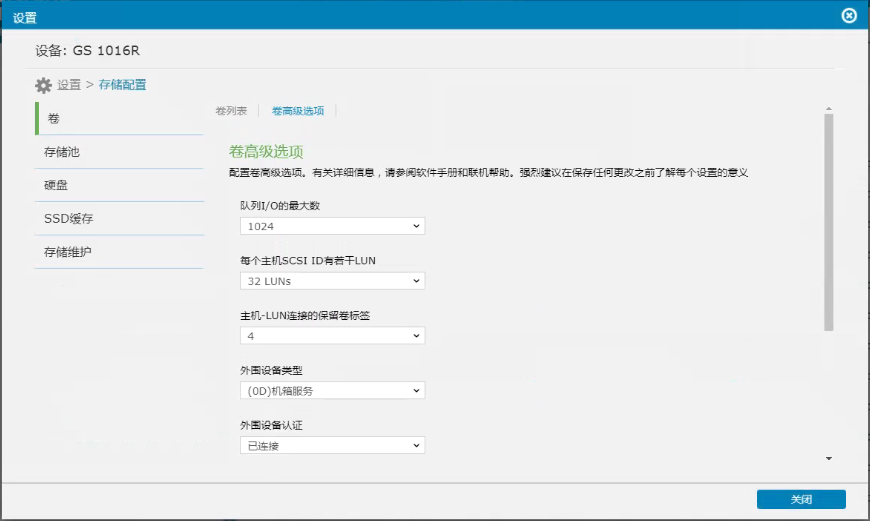 设置
设备: GS 1016R
设置 > 存储配置
卷
存储池
硬盘
SSD缓存
存储维护
卷列表 卷高级选项
卷高级选项
配置卷高级选项。有关详细信息，请参阅软件手册和联机帮助。强烈建议在保存任何更改之前了解每个设置的意义
队列I/O的最大数
1024
每个主机SCSI ID有若干LUN
32 LUNs
主机-LUN连接的保留卷标签
4
外围设备类型
(0D)机箱服务
外围设备认证
已连接
关闭